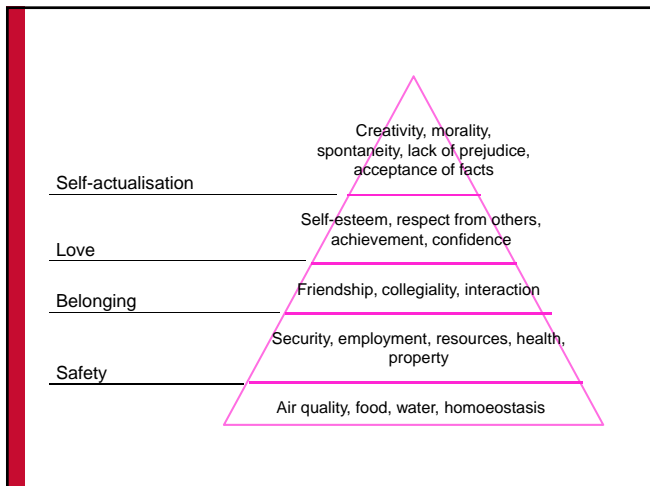 Creativity, morality,
spontaneity, lack of prejudice,
acceptance of facts
Self-actualisation
Self-esteem, respect from others,
achievement, confidence
Love
Friendship, collegiality, interaction
Belonging
Security, employment, resources, health,
property
Safety
Air quality, food, water, homoeostasis